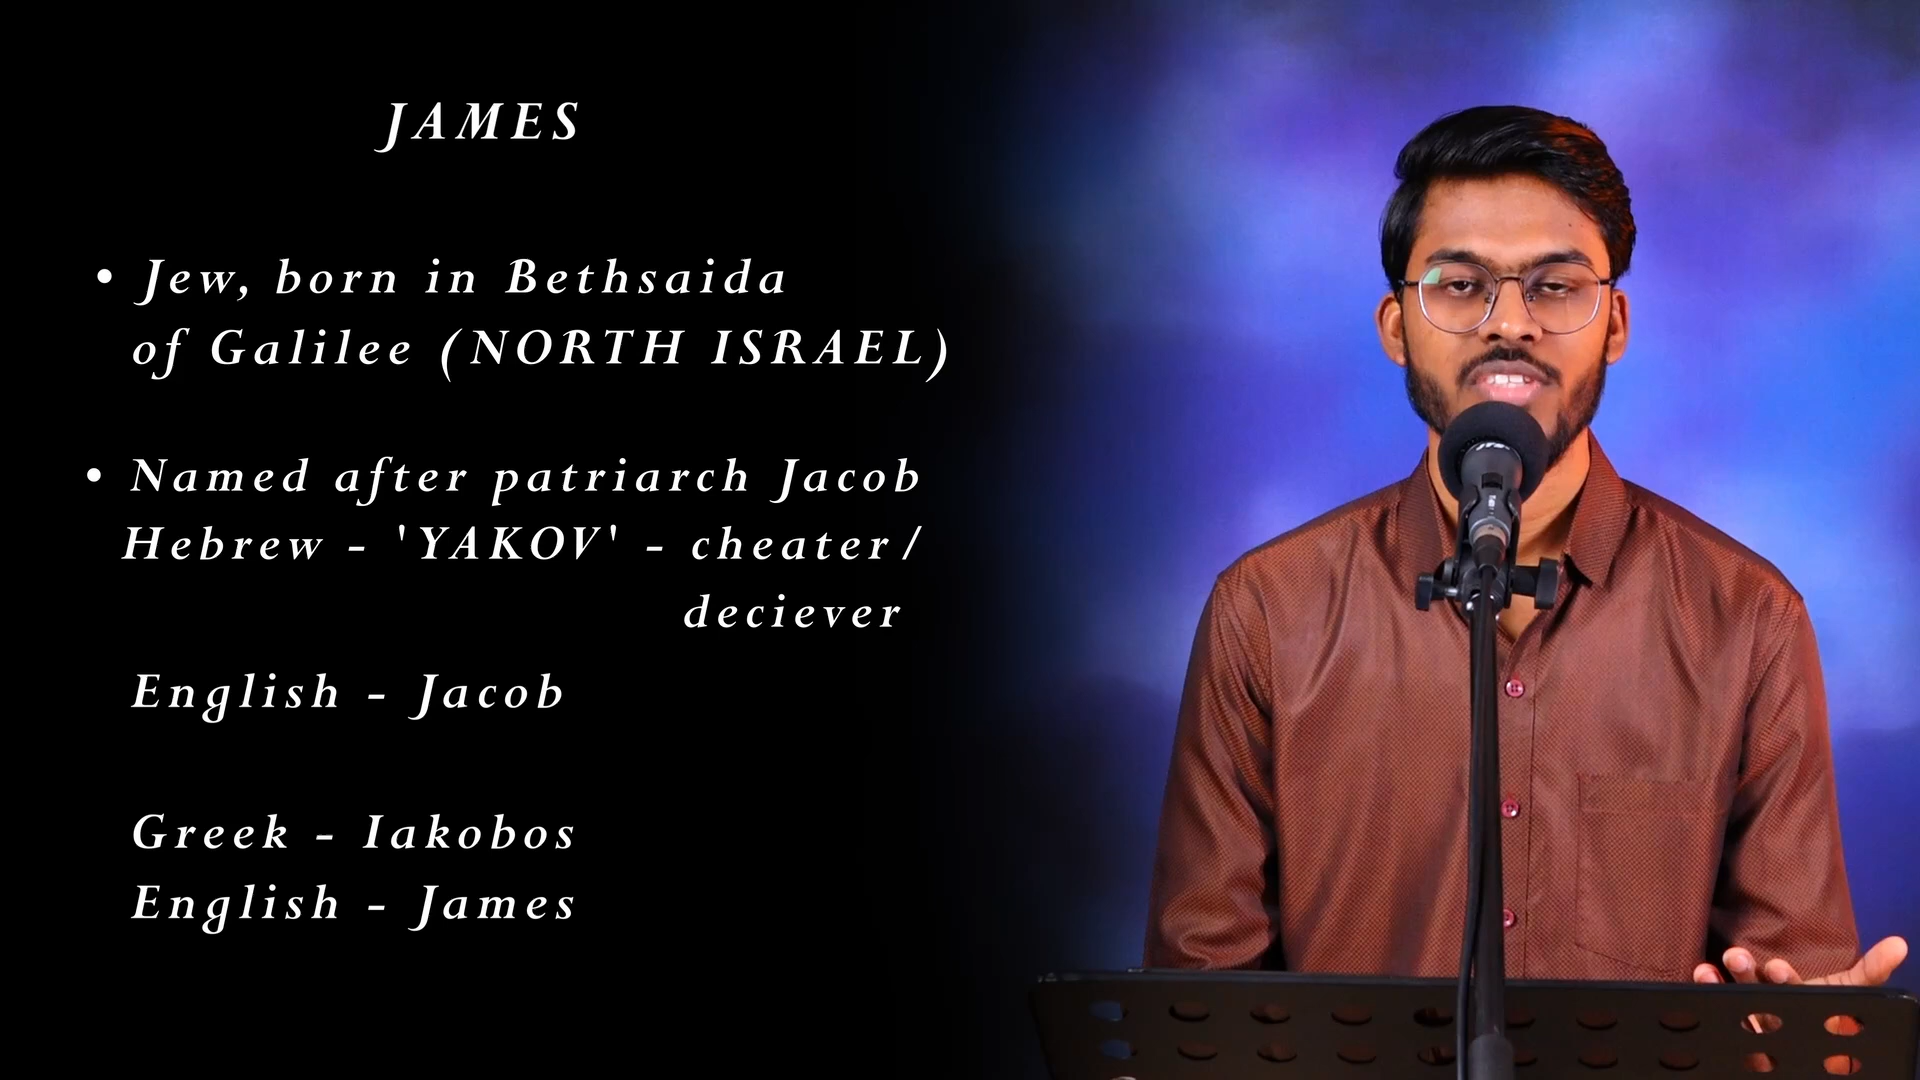 JAMES
• Jew, born in Bethsaida
of Galilee (NORTH ISRAEL)
• Named after patriarch Jacob
Hebrew - 'YAKOV' - cheater/
deciever
English - Jacob
Greek - Iakobos
English - James